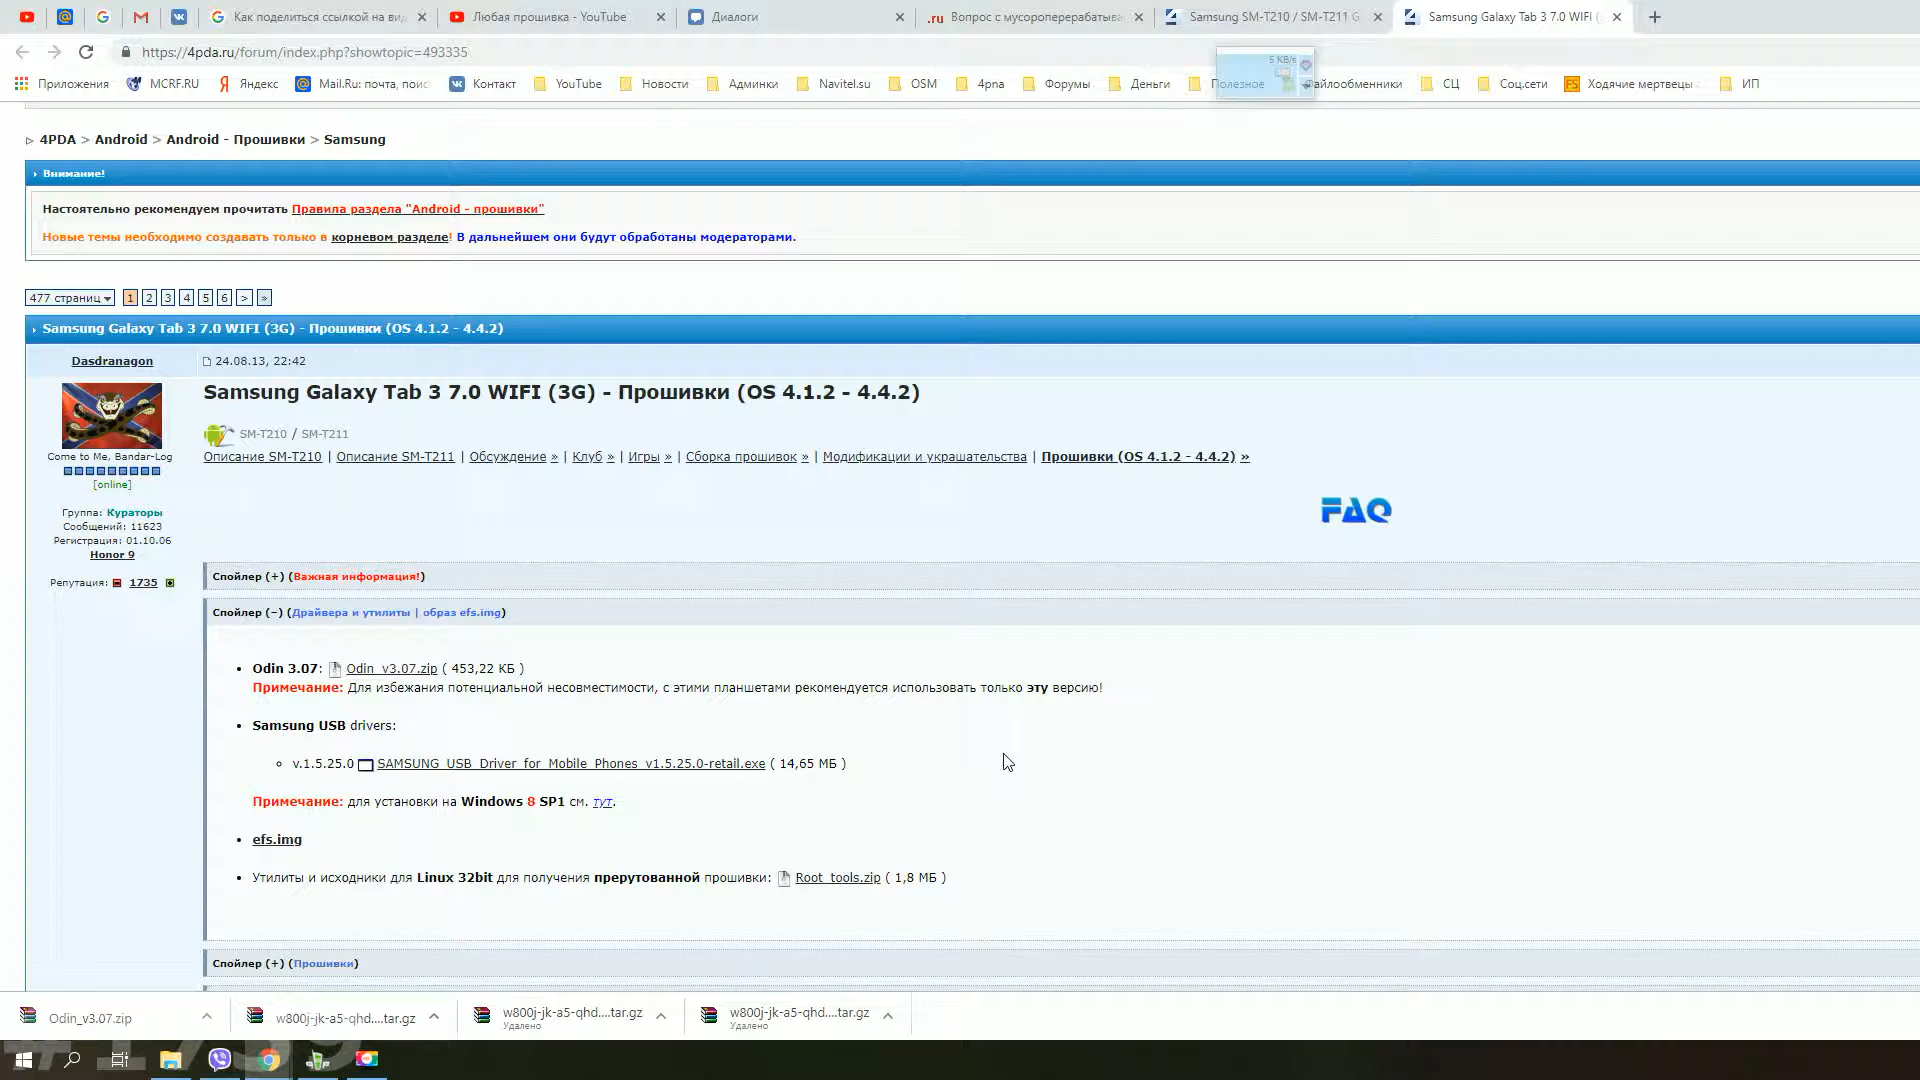 Как поделиться ссылкой на вид
Любая прошивка - YouTube
Диалоги
.ru Вопрос с мусороперерабатыва
Samsung SM-T210 / SM-T211 G
Samsung Galaxy Tab 3 7.0 WIFI (
https://4pda.ru/forum/index.php?showtopic=493335
5 KB/s
Приложения
MCRF.RU
Яндекс
Mail.Ru: почта, поис
Контакт
YouTube
Новости
Админки
Navitel.su
OSM
4pna
Форумы
Деньги
Полезное
Файлообменники
СЦ
Соц.сети
Ходячие мертвецы
ИП
4PDA > Android > Android - Прошивки > Samsung
Внимание!
Настоятельно рекомендуем прочитать Правила раздела "Android - прошивки"
Новые темы необходимо создавать только в корневом разделе! В дальнейшем они будут обработаны модераторами.
477 страниц 1 2 3 4 5 6 > »
Samsung Galaxy Tab 3 7.0 WIFI (3G) - Прошивки (OS 4.1.2 - 4.4.2)
Dasdranagon
24.08.13, 22:42
Samsung Galaxy Tab 3 7.0 WIFI (3G) - Прошивки (OS 4.1.2 - 4.4.2)
SM-T210 / SM-T211
Описание SM-T210 | Описание SM-T211 | Обсуждение » | Клуб » | Игры » | Сборка прошивок » | Модификации и украшательства | Прошивки (OS 4.1.2 - 4.4.2) »
Come to Me, Bandar-Log
[online]
Группа: Кураторы
Сообщений: 11623
Регистрация: 01.10.06
Honor 9
Репутация: 1735
FAQ
Спойлер (+) (Важная информация!)
Спойлер (−) (Драйвера и утилиты | образ efs.img)
• Odin 3.07: Odin_v3.07.zip ( 453,22 КБ )
Примечание: Для избежания потенциальной несовместимости, с этими планшетами рекомендуется использовать только эту версию!
• Samsung USB drivers:
◦ v.1.5.25.0 SAMSUNG_USB_Driver_for_Mobile_Phones_v1.5.25.0-retail.exe ( 14,65 МБ )
Примечание: для установки на Windows 8 SP1 см. тут.
• efs.img
• Утилиты и исходники для Linux 32bit для получения прерутованной прошивки: Root_tools.zip ( 1,8 МБ )
Спойлер (+) (Прошивки)
Odin_v3.07.zip
w800j-jk-a5-qhd....tar.gz
w800j-jk-a5-qhd....tar.gz
Удалено
w800j-jk-a5-qhd....tar.gz
Удалено